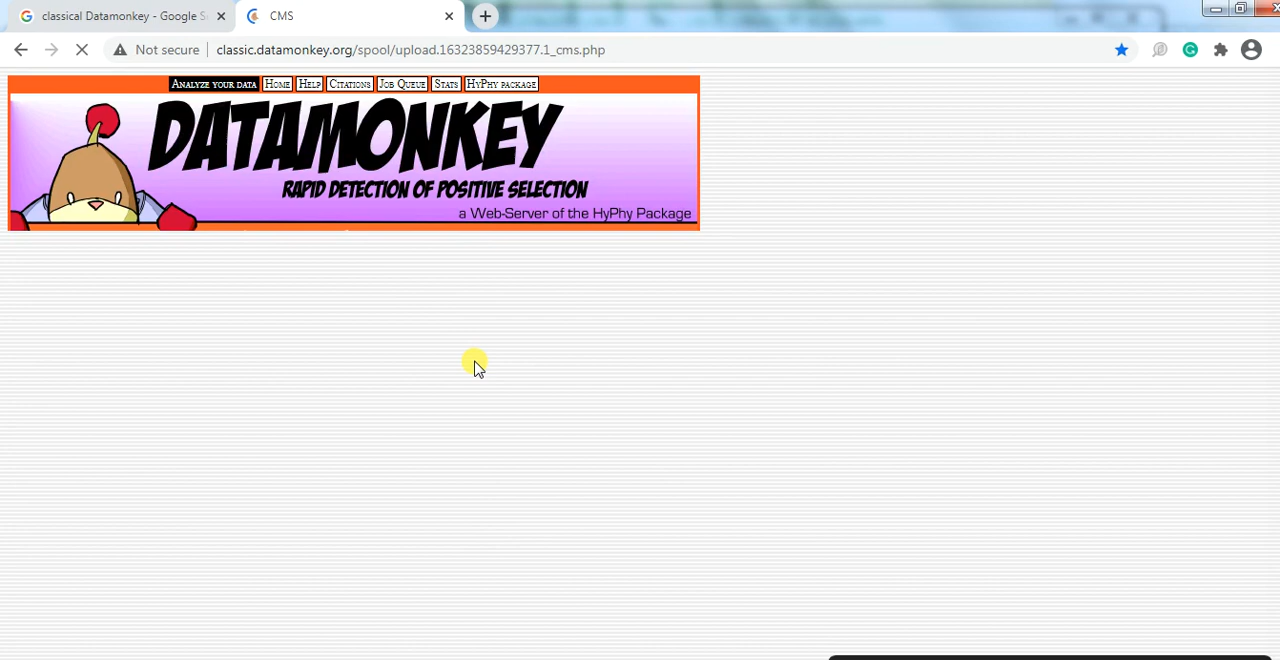 classical Datamonkey - Google S
CMS
Not secure
classic.datamonkey.org/spool/upload.16323859429377.1_cms.php
Analyze your data Home Help Citations Job Queue Stats HyPhy package
DATAMONKEY
RAPID DETECTION OF POSITIVE SELECTION
a Web-Server of the HyPhy Package